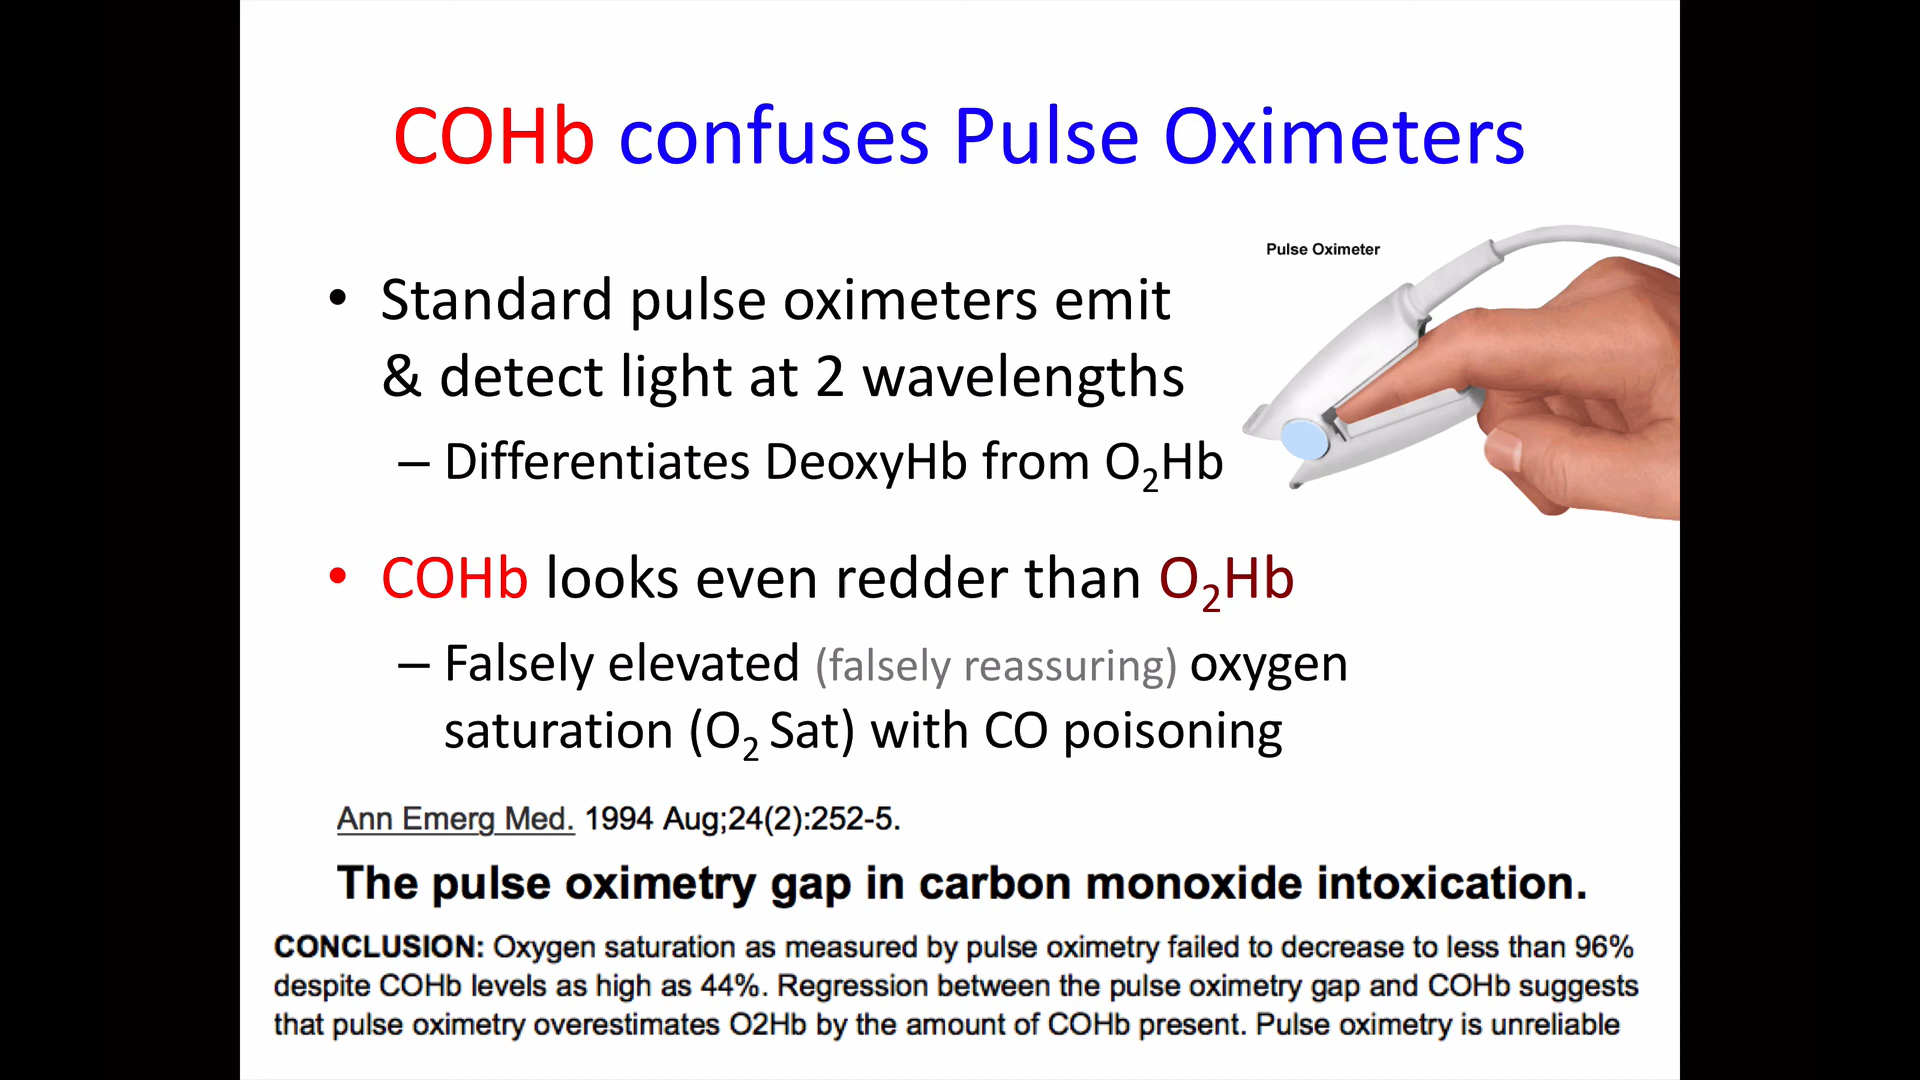 COHb confuses Pulse Oximeters
Pulse Oximeter
• Standard pulse oximeters emit
& detect light at 2 wavelengths
– Differentiates DeoxyHb from O₂Hb
• COHb looks even redder than O₂Hb
– Falsely elevated (falsely reassuring) oxygen
saturation (O₂ Sat) with CO poisoning
Ann Emerg Med. 1994 Aug;24(2):252-5.
The pulse oximetry gap in carbon monoxide intoxication.
CONCLUSION: Oxygen saturation as measured by pulse oximetry failed to decrease to less than 96%
despite COHb levels as high as 44%. Regression between the pulse oximetry gap and COHb suggests
that pulse oximetry overestimates O2Hb by the amount of COHb present. Pulse oximetry is unreliable